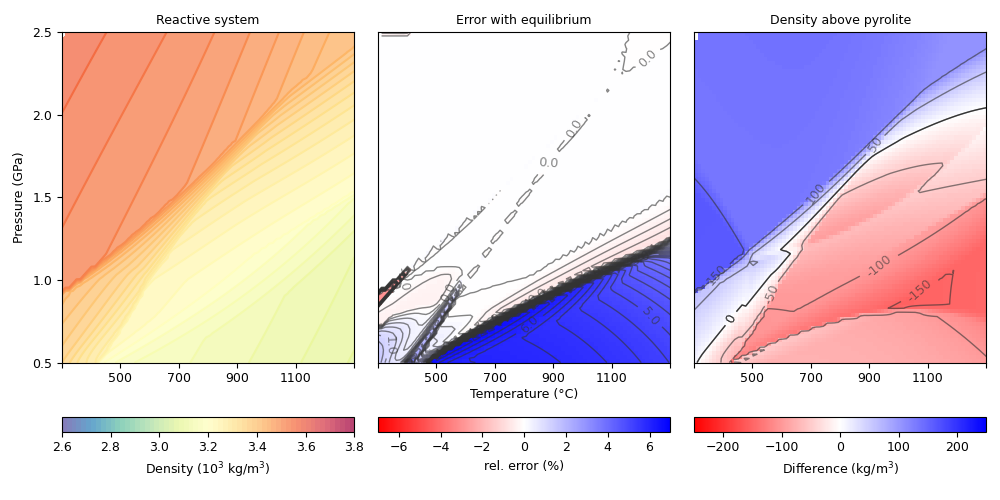 Reactive system
Error with equilibrium
Density above pyrolite
2.5
2.0
1.5
1.0
0.5
Pressure (GPa)
0.0
0.0
0.0
5.0
50
100
0
-50
-100
-150
500 700 900 1100
500 700 900 1100
500 700 900 1100
Temperature (°C)
2.6 2.8 3.0 3.2 3.4 3.6 3.8
Density (10³ kg/m³)
−6 −4 −2 0 2 4 6
rel. error (%)
−200 −100 0 100 200
Difference (kg/m³)